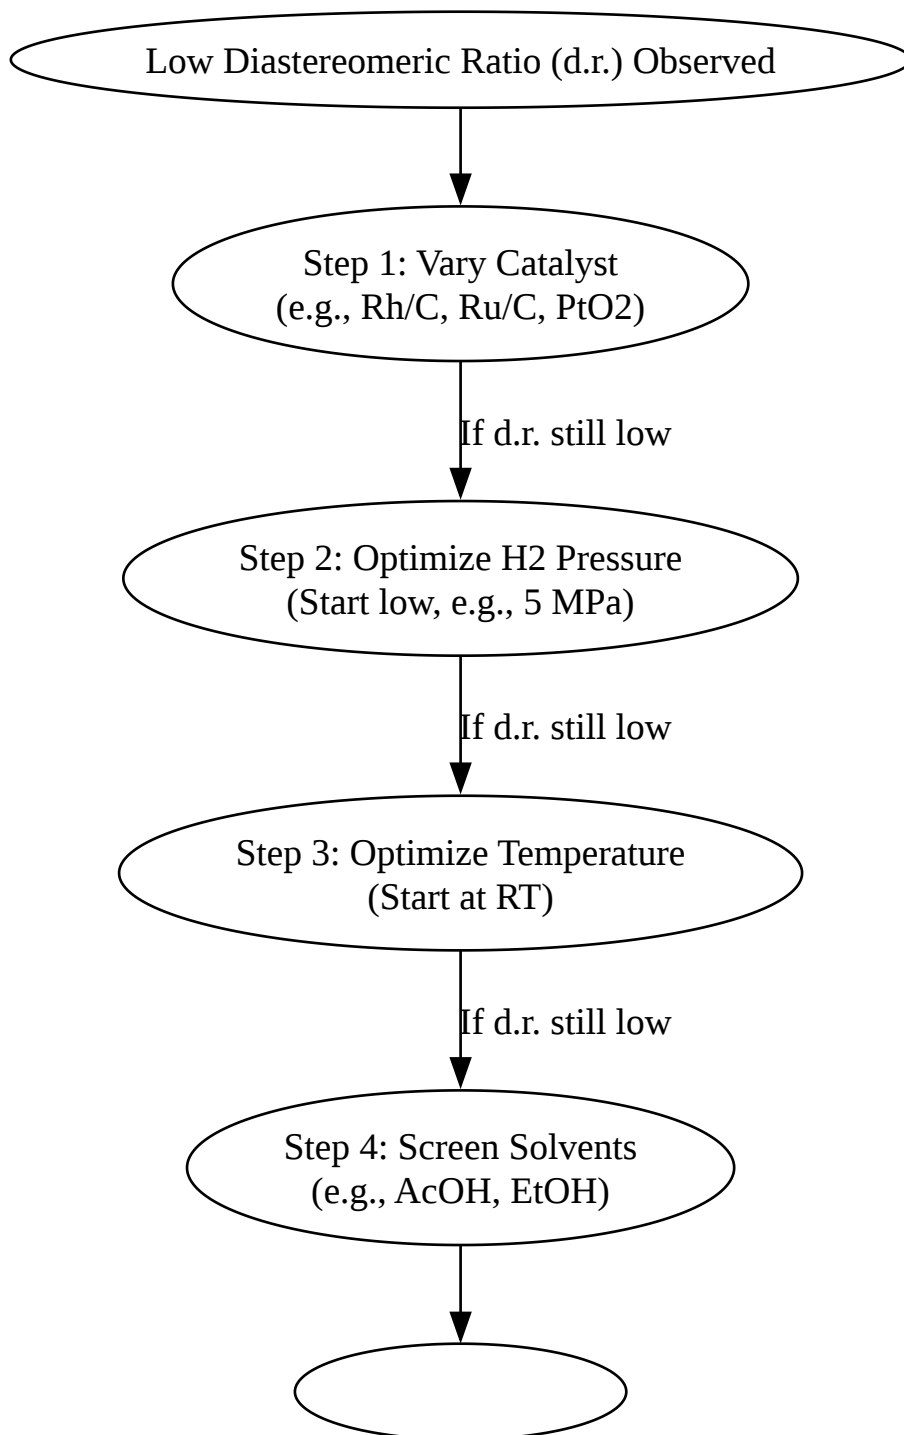 Low Diastereomeric Ratio (d.r.) Observed
Step 1: Vary Catalyst
(e.g., Rh/C, Ru/C, PtO2)
If d.r. still low
Step 2: Optimize H2 Pressure
(Start low, e.g., 5 MPa)
If d.r. still low
Step 3: Optimize Temperature
(Start at RT)
If d.r. still low
Step 4: Screen Solvents
(e.g., AcOH, EtOH)